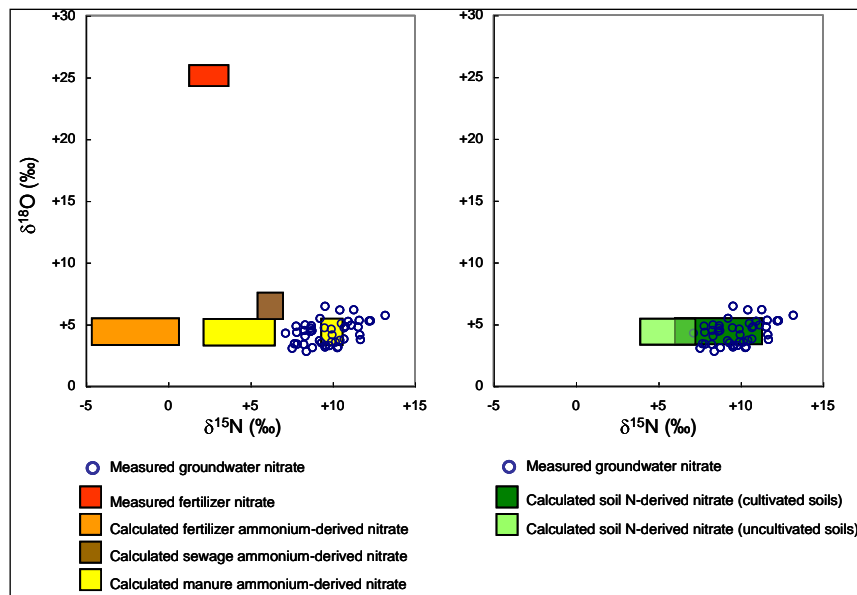 +30
+25
+20
+15
+10
+5
0
-5 0 +5 +10 +15
δ18O (‰)
δ15N (‰)
Measured groundwater nitrate
Measured fertilizer nitrate
Calculated fertilizer ammonium-derived nitrate
Calculated sewage ammonium-derived nitrate
Calculated manure ammonium-derived nitrate
+30
+25
+20
+15
+10
+5
0
-5 0 +5 +10 +15
δ15N (‰)
Measured groundwater nitrate
Calculated soil N-derived nitrate (cultivated soils)
Calculated soil N-derived nitrate (uncultivated soils)